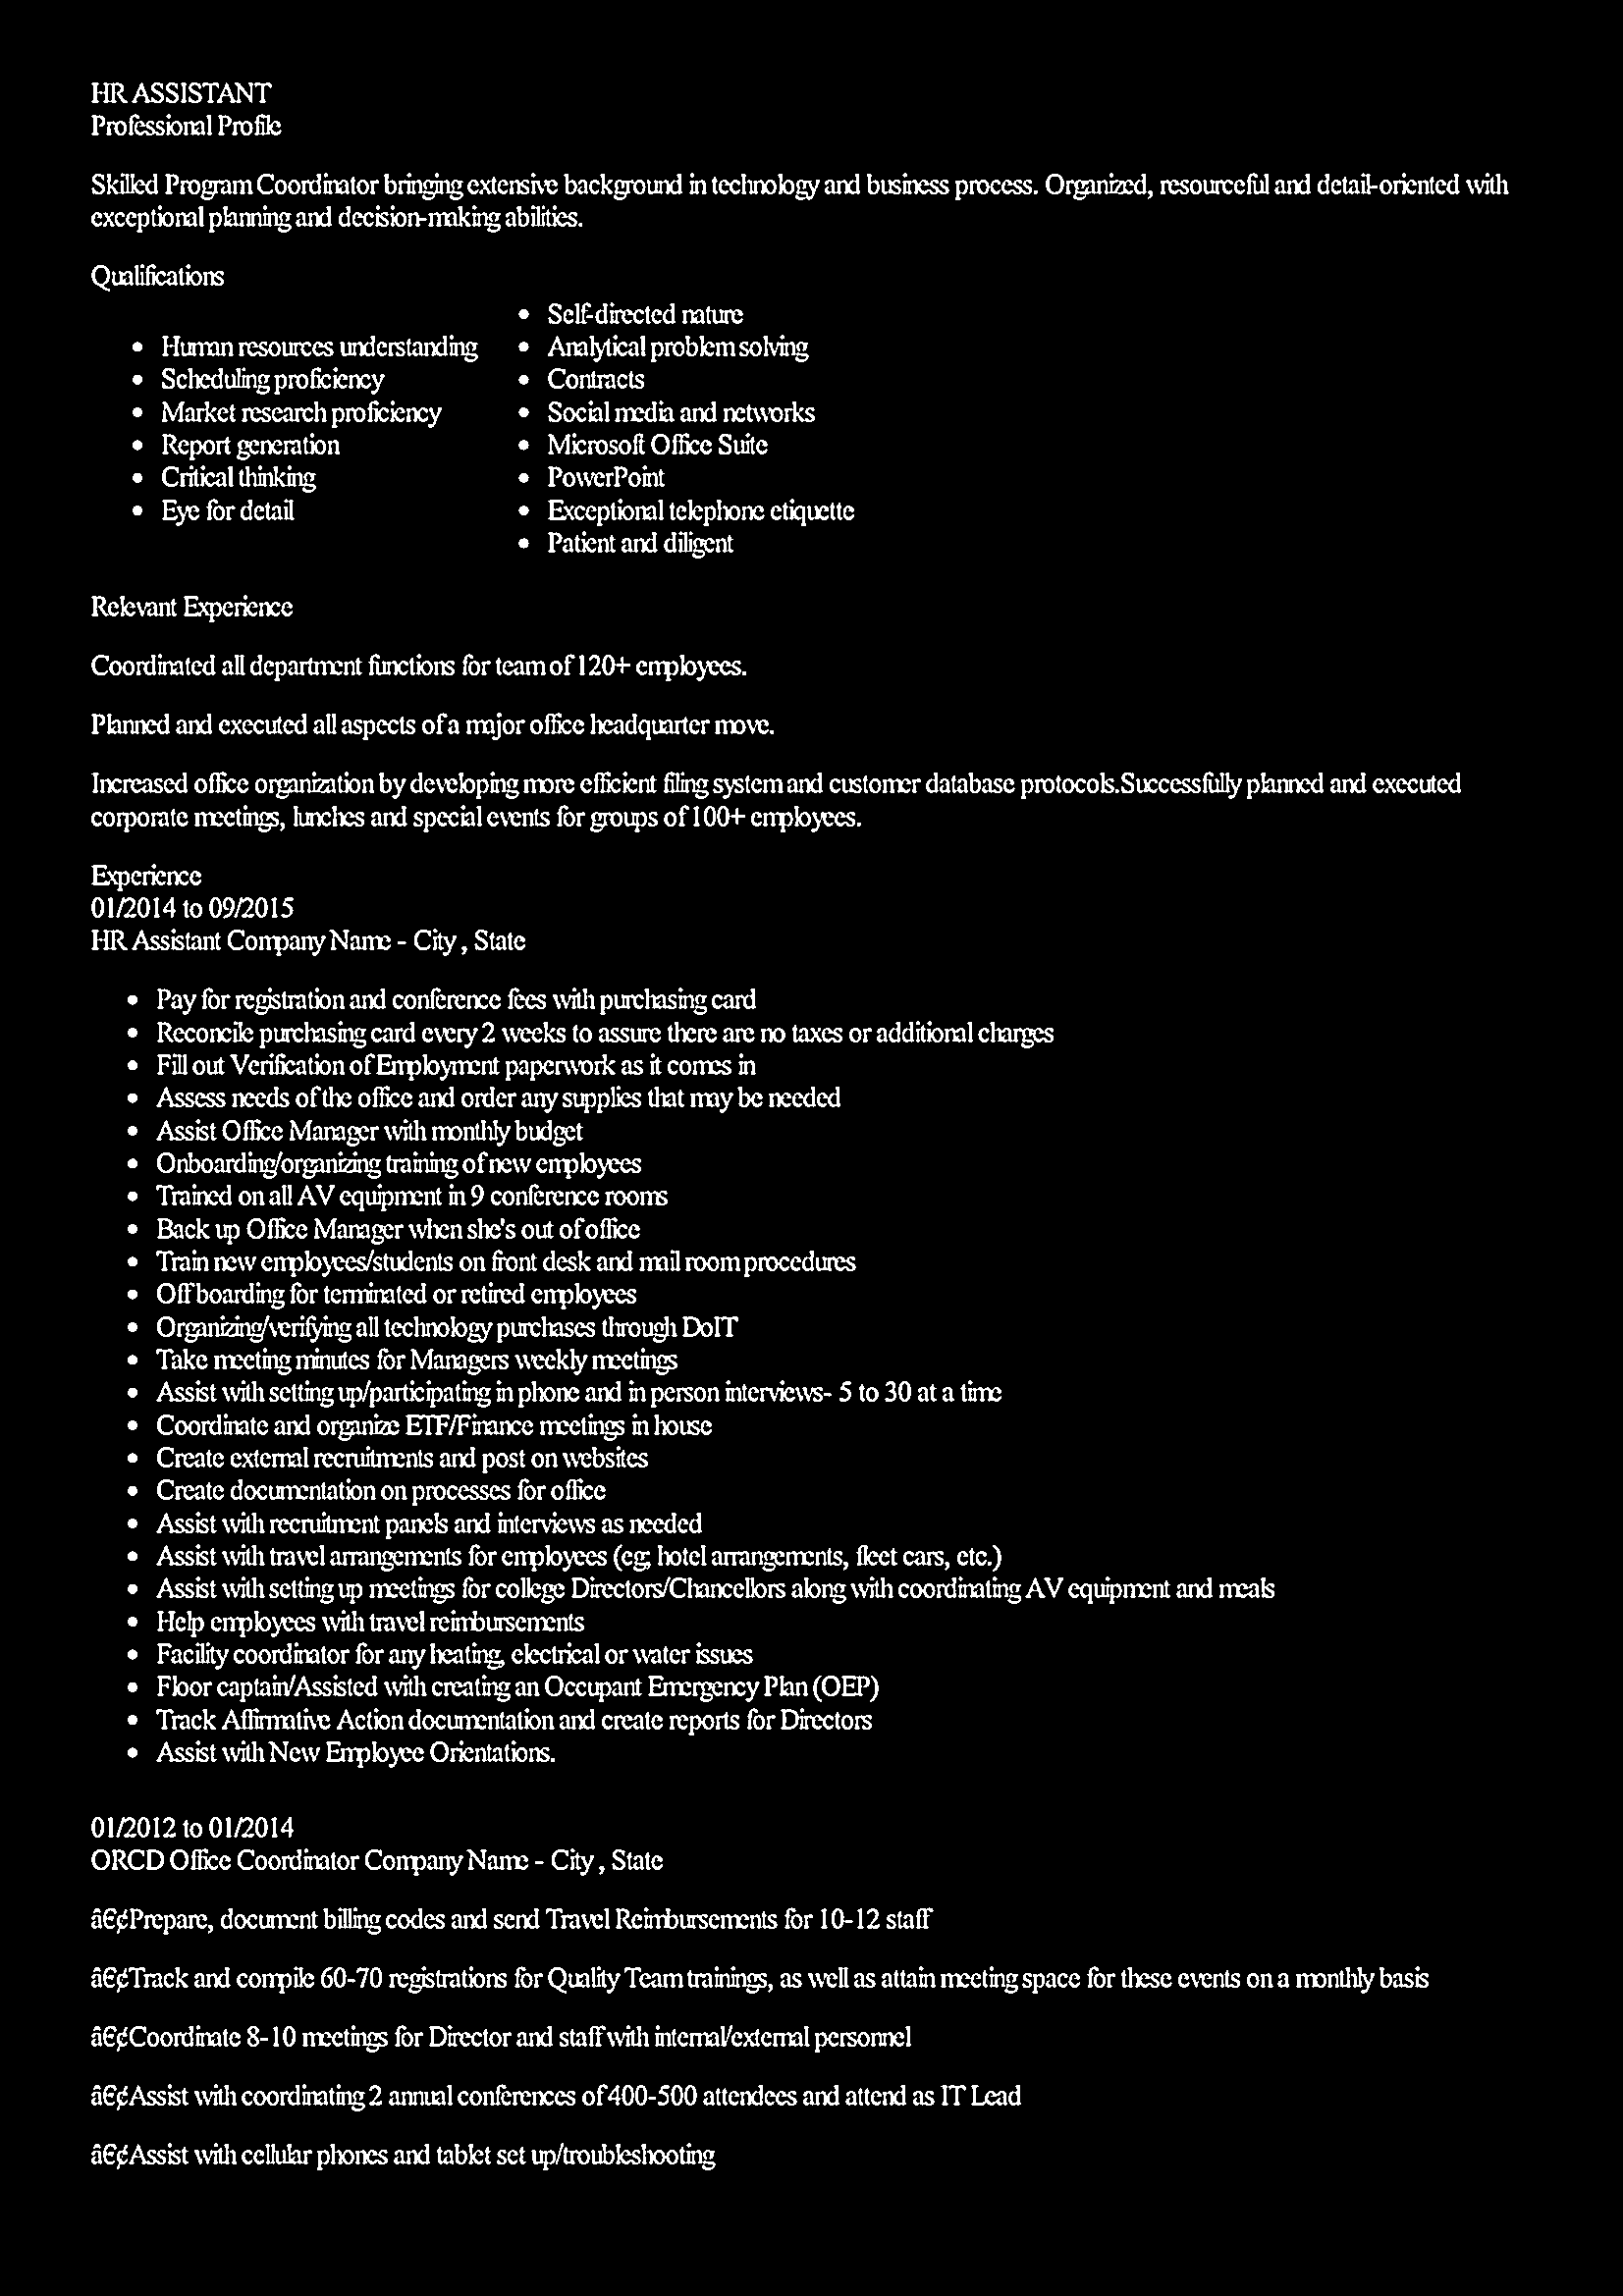 HR ASSISTANT
Professional Profile
Skilled Program Coordinator bringing extensive background in technology and business process. Organized, resourceful and detail-oriented with
exceptional planning and decision-making abilities.
Qualifications
Human resources understanding
Scheduling proficiency
Market research proficiency
Report generation
Critical thinking
Eye for detail
Self-directed nature
Analytical problem solving
Contracts
Social media and networks
Microsoft Office Suite
PowerPoint
Exceptional telephone etiquette
Patient and diligent
Relevant Experience
Coordinated all department functions for team of 120+ employees.
Planned and executed all aspects of a major office headquarter move.
Increased office organization by developing more efficient filing system and customer database protocols.Successfully planned and executed
corporate meetings, lunches and special events for groups of 100+ employees.
Experience
01/2014 to 09/2015
HR Assistant Company Name - City , State
Pay for registration and conference fees with purchasing card
Reconcile purchasing card every 2 weeks to assure there are no taxes or additional charges
Fill out Verification of Employment paperwork as it comes in
Assess needs of the office and order any supplies that may be needed
Assist Office Manager with monthly budget
Onboarding/organizing training of new employees
Trained on all AV equipment in 9 conference rooms
Back up Office Manager when she's out of office
Train new employees/students on front desk and mail room procedures
Off boarding for terminated or retired employees
Organizing/verifying all technology purchases through DoIT
Take meeting minutes for Managers weekly meetings
Assist with setting up/participating in phone and in person interviews- 5 to 30 at a time
Coordinate and organize ETF/Finance meetings in house
Create external recruitments and post on websites
Create documentation on processes for office
Assist with recruitment panels and interviews as needed
Assist with travel arrangements for employees (eg; hotel arrangements, fleet cars, etc.)
Assist with setting up meetings for college Directors/Chancellors along with coordinating AV equipment and meals
Help employees with travel reimbursements
Facility coordinator for any heating, electrical or water issues
Floor captain/Assisted with creating an Occupant Emergency Plan (OEP)
Track Affirmative Action documentation and create reports for Directors
Assist with New Employee Orientations.
01/2012 to 01/2014
ORCD Office Coordinator Company Name - City , State
â€¢Prepare, document billing codes and send Travel Reimbursements for 10-12 staff
â€¢Track and compile 60-70 registrations for Quality Team trainings, as well as attain meeting space for these events on a monthly basis
â€¢Coordinate 8-10 meetings for Director and staff with internal/external personnel
â€¢Assist with coordinating 2 annual conferences of 400-500 attendees and attend as IT Lead
â€¢Assist with cellular phones and tablet set up/troubleshooting